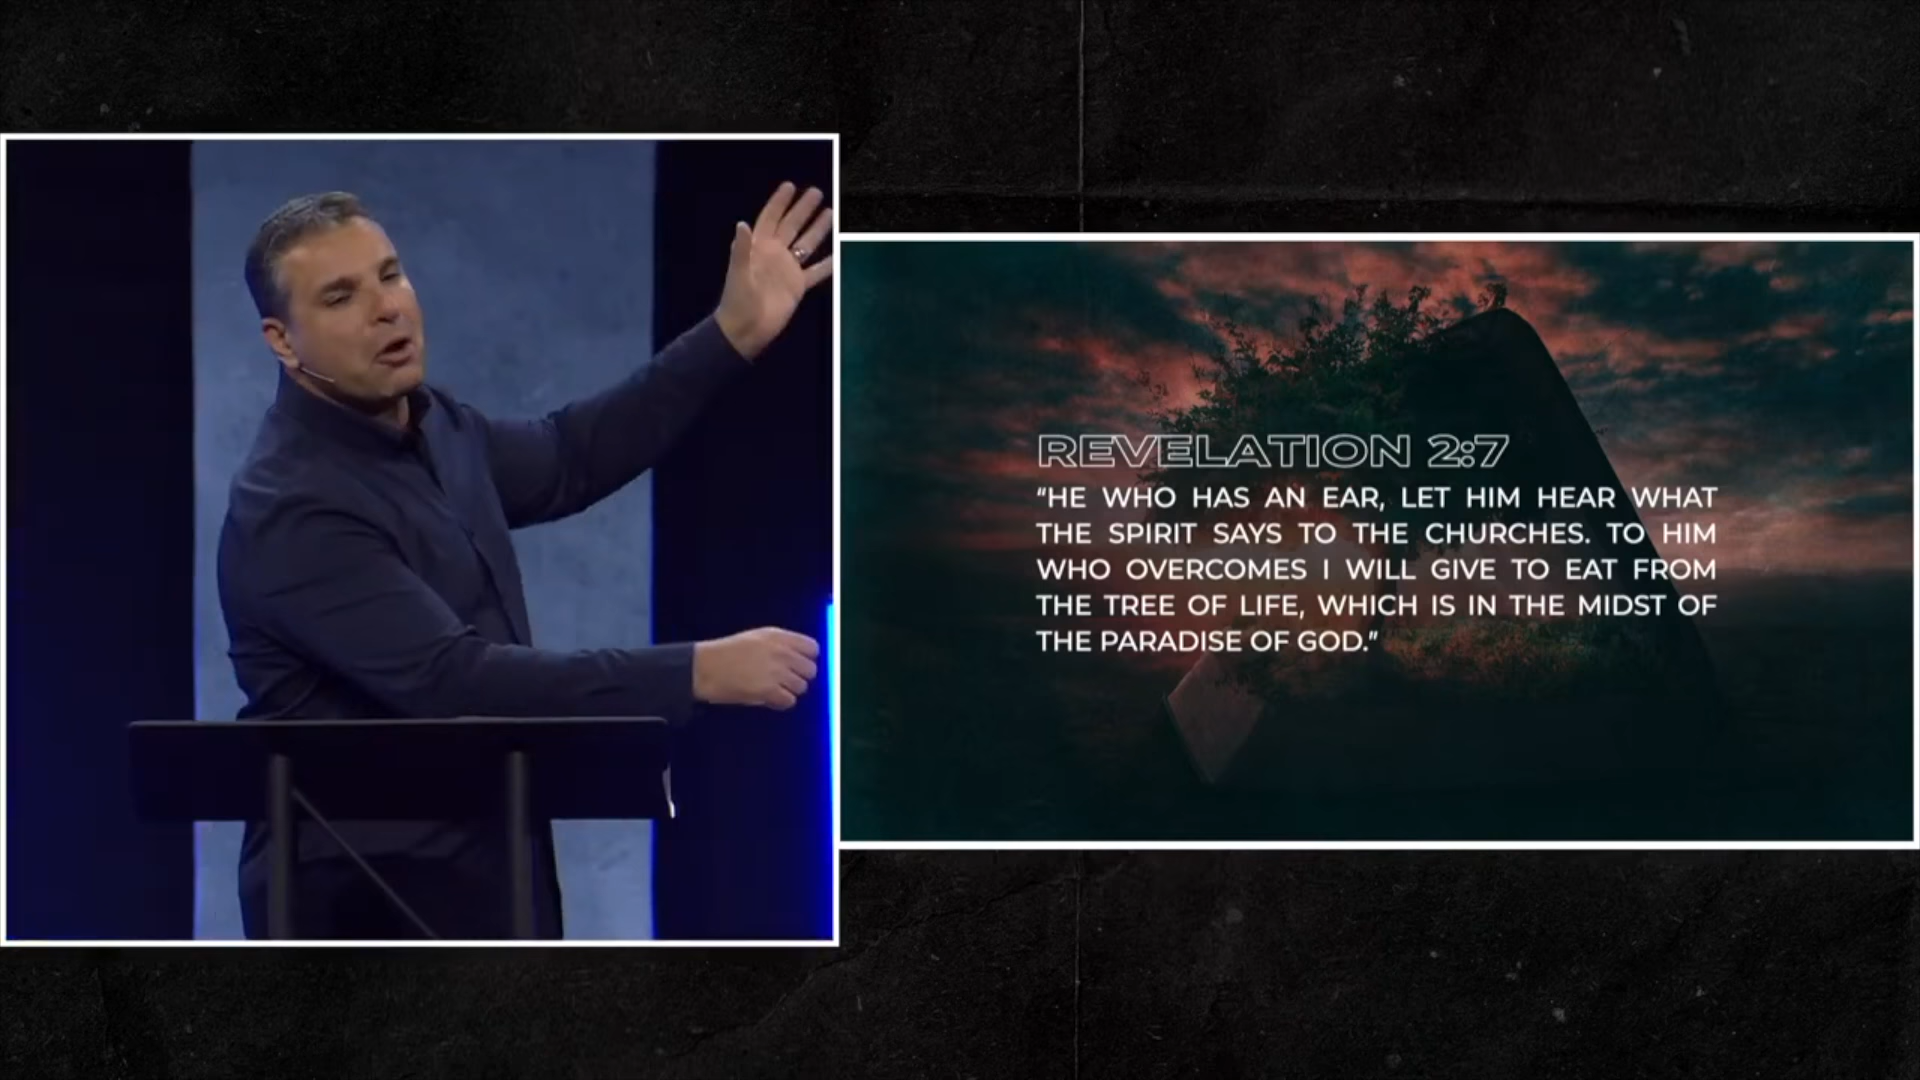 REVELATION 2:7
“HE WHO HAS AN EAR, LET HIM HEAR WHAT
THE SPIRIT SAYS TO THE CHURCHES. TO HIM
WHO OVERCOMES I WILL GIVE TO EAT FROM
THE TREE OF LIFE, WHICH IS IN THE MIDST OF
THE PARADISE OF GOD.”